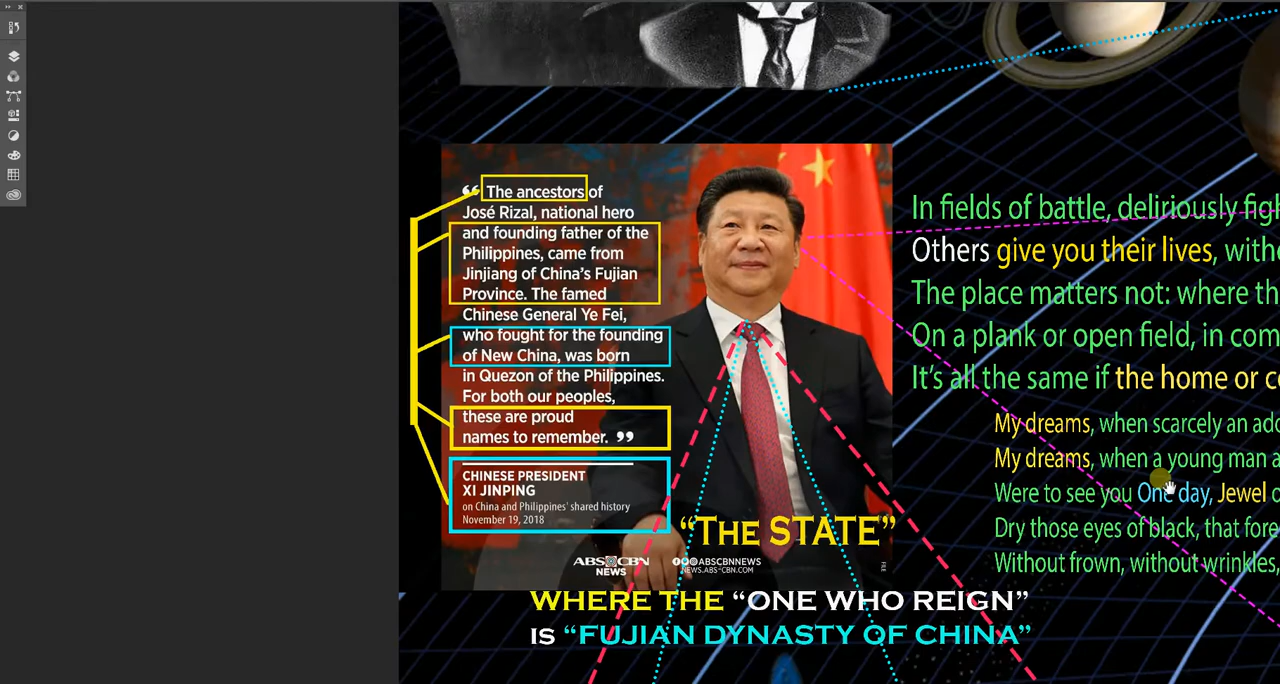 “ The ancestors of
José Rizal, national hero
and founding father of the
Philippines, came from
Jinjiang of China's Fujian
Province. The famed
Chinese General Ye Fei,
who fought for the founding
of New China, was born
in Quezon of the Philippines.
For both our peoples,
these are proud
names to remember. ”
CHINESE PRESIDENT
XI JINPING
on China and Philippines' shared history
November 19, 2018
ABS-CBN
NEWS
@ABSCBNNEWS
NEWS.ABS-CBN.COM
FILE
“THE STATE”
WHERE THE “ONE WHO REIGN”
IS “FUJIAN DYNASTY OF CHINA”
In fields of battle, deliriously
Others give you their lives,
The place matters not: where
On a plank or open field, in
It's all the same if the home or
My dreams, when scarcely an
My dreams, when a young man
Were to see you One day, Jewel
Dry those eyes of black, that
Without frown, without wrinkles,